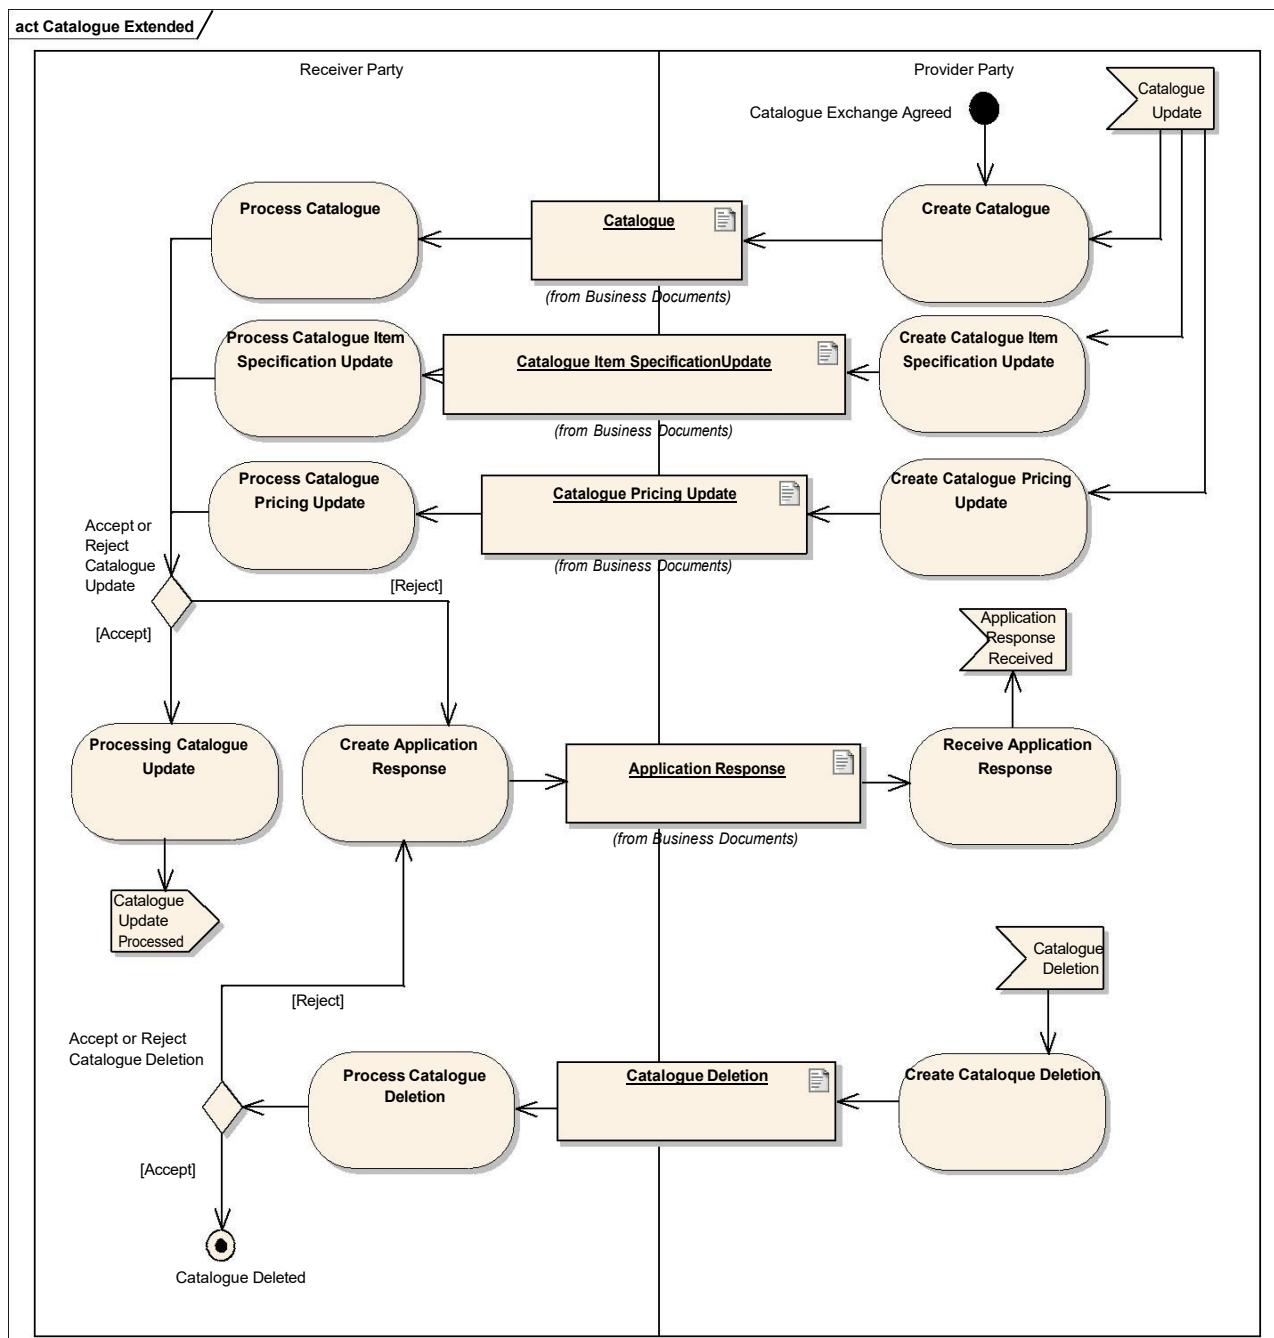 act Catalogue Extended
Receiver Party
Provider Party
Catalogue
Update
Catalogue Exchange Agreed
Process Catalogue
Catalogue
Create Catalogue
(from Business Documents)
Process Catalogue Item
Specification Update
Catalogue Item SpecificationUpdate
Create Catalogue Item
Specification Update
(from Business Documents)
Process Catalogue
Pricing Update
Catalogue Pricing Update
Create Catalogue Pricing
Update
(from Business Documents)
Accept or
Reject
Catalogue
Update
[Reject]
[Accept]
Application
Response
Received
Processing Catalogue
Update
Create Application
Response
Application Response
Receive Application
Response
(from Business Documents)
Catalogue
Update
Processed
Catalogue
Deletion
[Reject]
Accept or Reject
Catalogue Deletion
Process Catalogue
Deletion
Catalogue Deletion
Create Cataloque Deletion
[Accept]
Catalogue Deleted